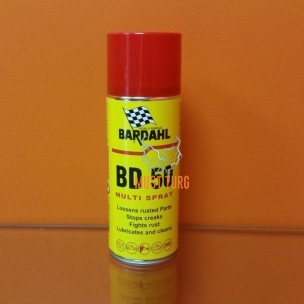 BARDAHL
BD 50
MULTI SPRAY
Loosens rusted Parts
Stops creaks
Fights rust
Lubricates and cleans